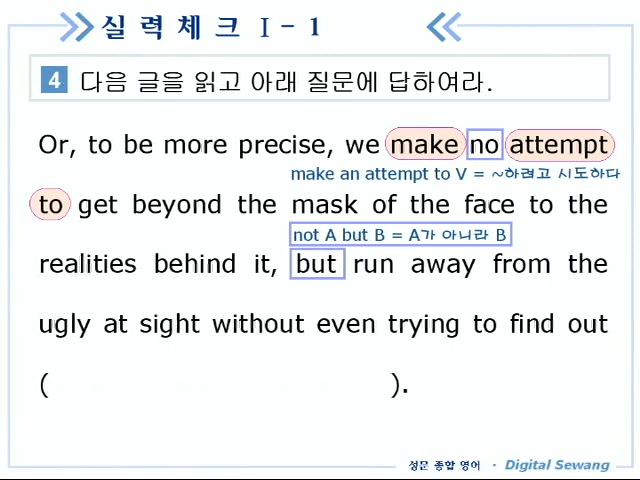 실 력 체 크 I - 1
4 다음 글을 읽고 아래 질문에 답하여라.
Or, to be more precise, we make no attempt
make an attempt to V = ~하려고 시도하다
to get beyond the mask of the face to the
not A but B = A가 아니라 B
realities behind it, but run away from the
ugly at sight without even trying to find out
( ).
성문 종합 영어 · Digital Sewang